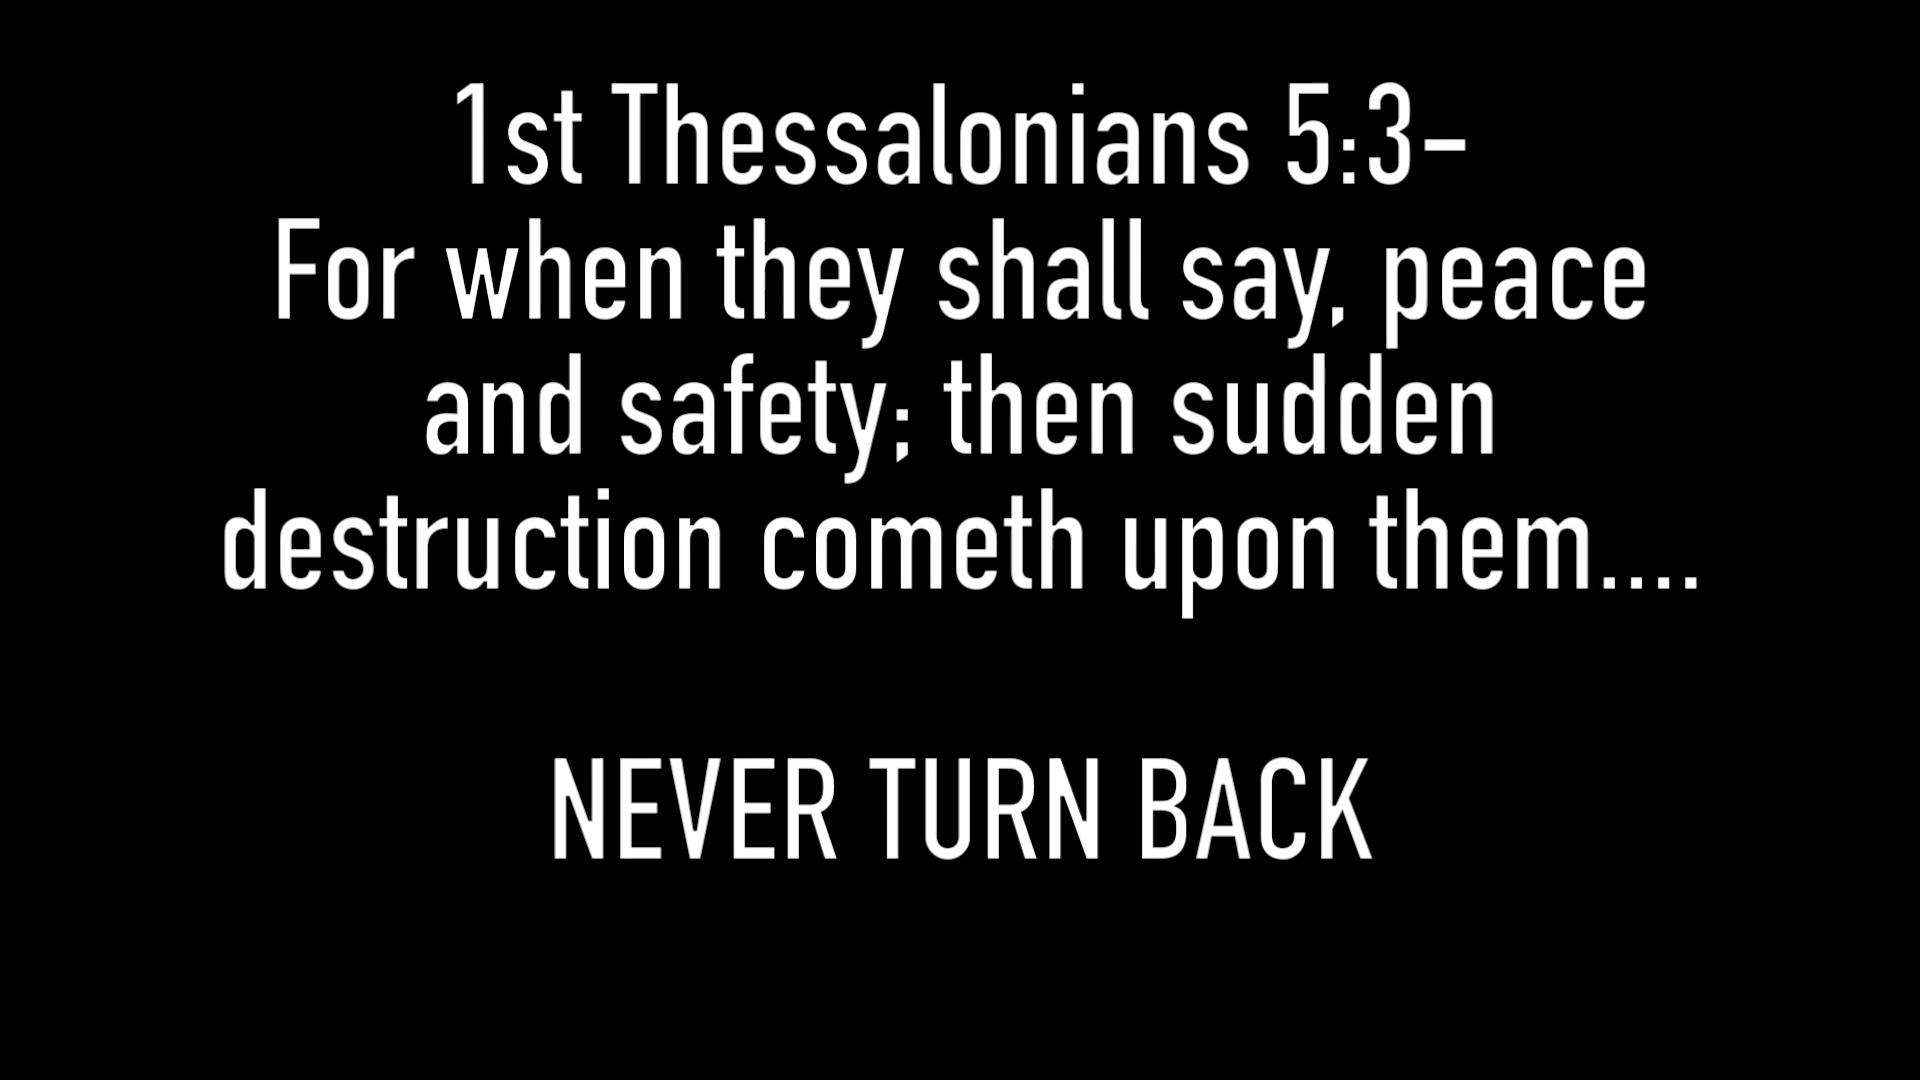 1st Thessalonians 5:3-
For when they shall say, peace
and safety; then sudden
destruction cometh upon them....
NEVER TURN BACK